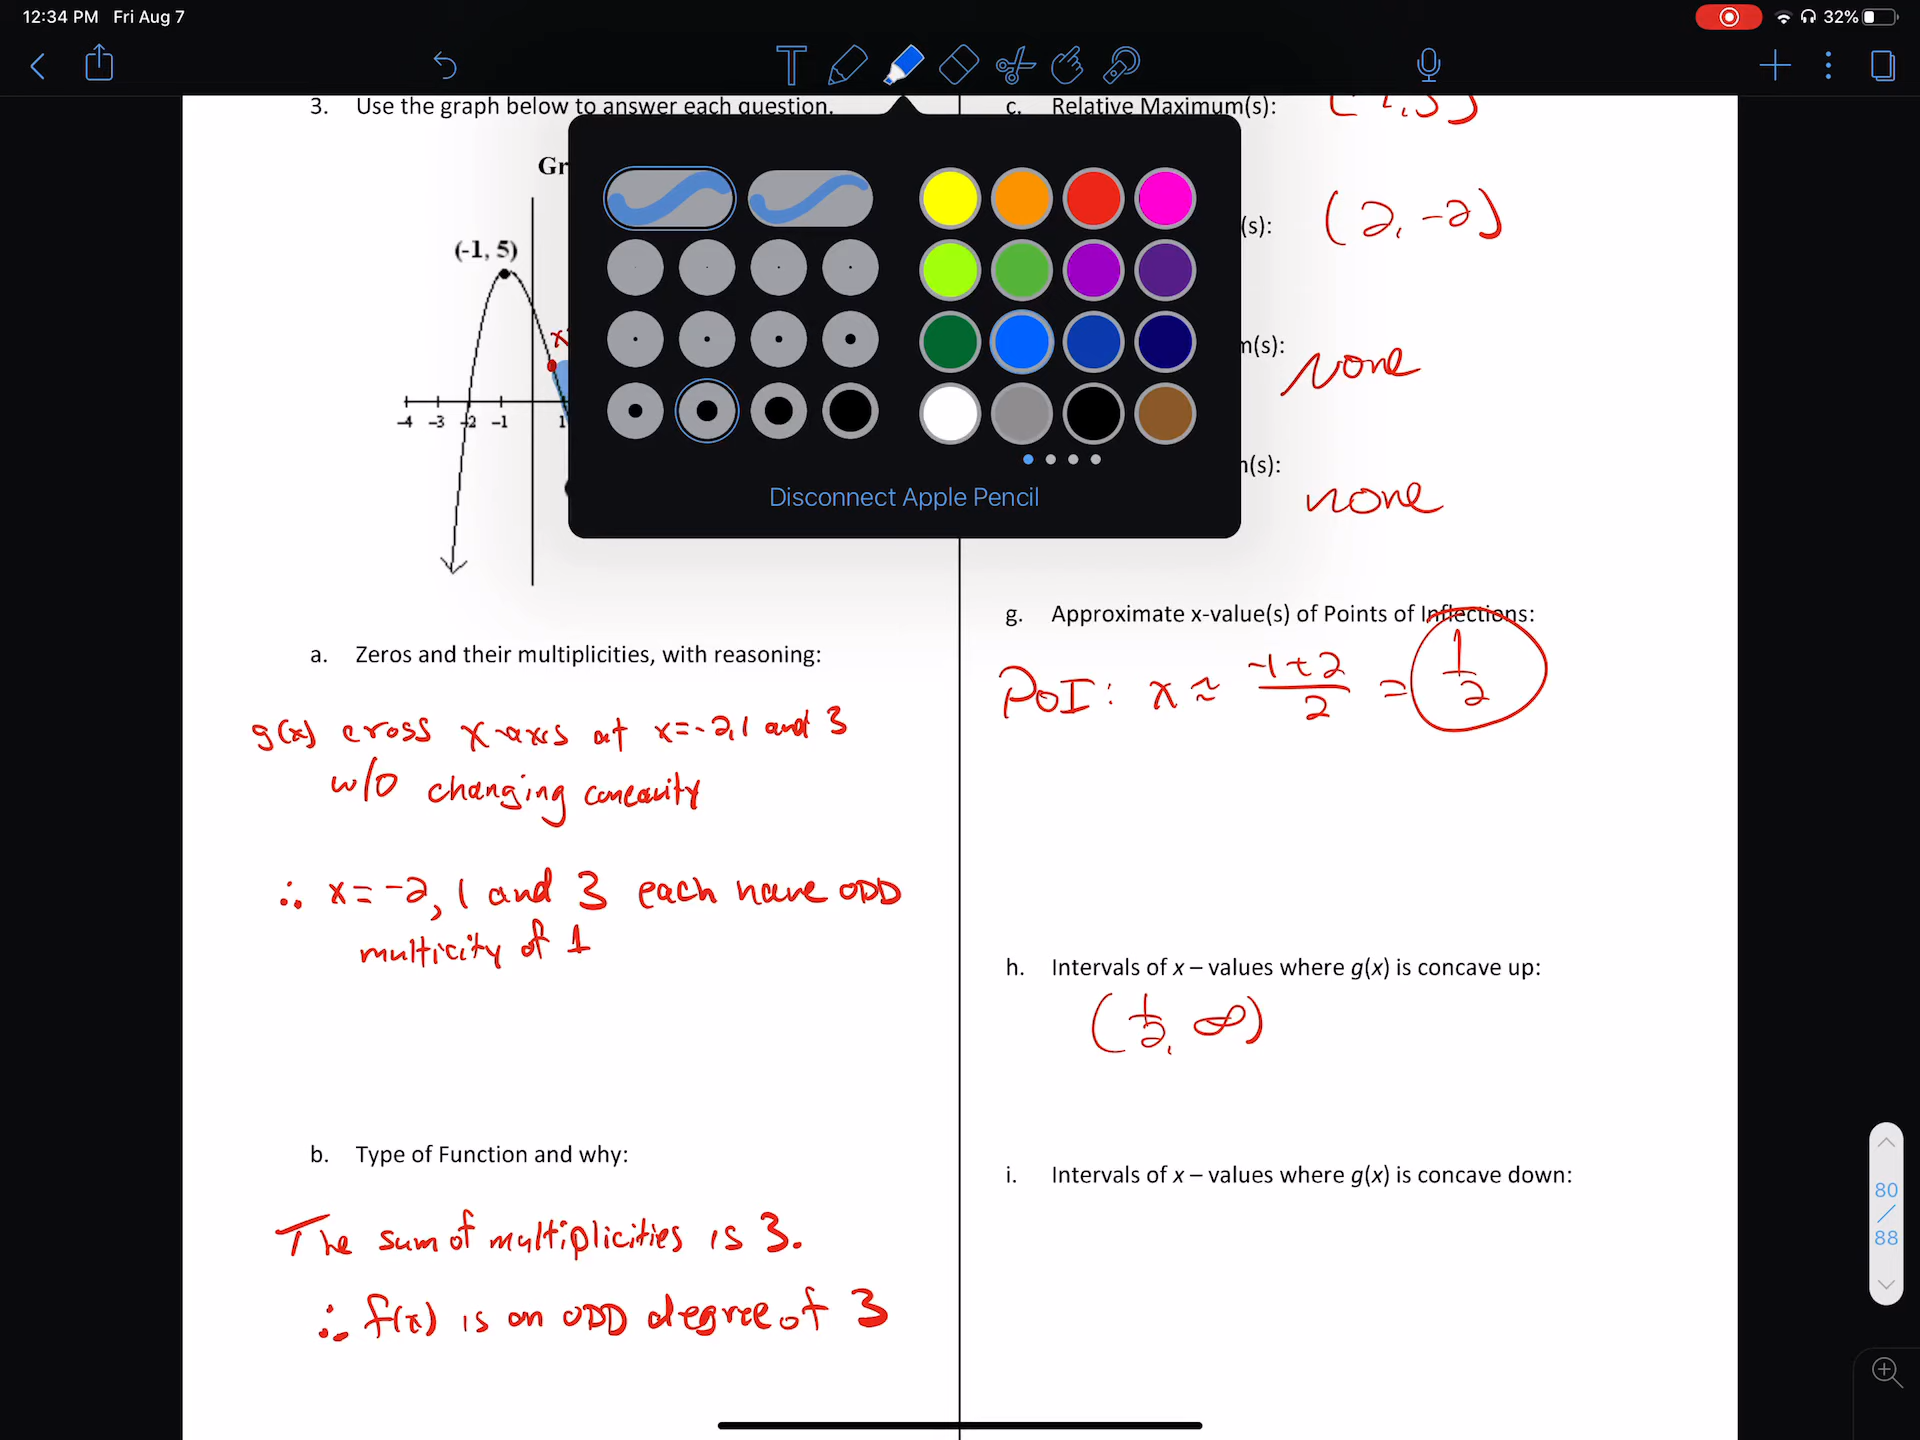 12:34 PM Fri Aug 7
32%
3. Use the graph below to answer each question.
Gr
(-1, 5)
x
-4 -3 -2 -1 1
a. Zeros and their multiplicities, with reasoning:
g(x) cross x-axis at x=-2,1 and 3
w/o changing concavity
∴ x=-2, 1 and 3 each have ODD
multicity of 1
b. Type of Function and why:
The sum of multiplicities is 3.
∴ f(x) is an ODD degree of 3
c. Relative Maximum(s):
(s): (2, -2)
m(s): none
n(s): none
g. Approximate x-value(s) of Points of Inflections:
POI: x ≈ -1+2/2 = 1/2
h. Intervals of x – values where g(x) is concave up:
(1/2, ∞)
i. Intervals of x – values where g(x) is concave down:
Disconnect Apple Pencil
80
/
88